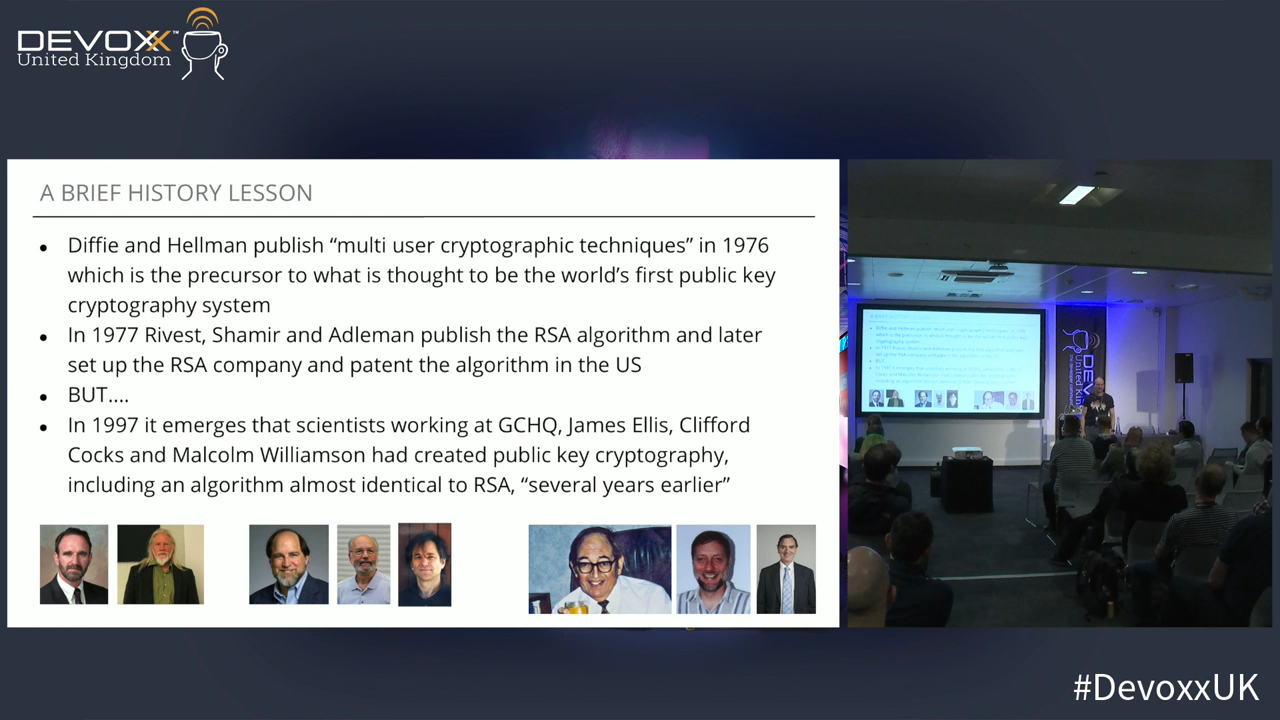 DEVOXX™
United Kingdom
A BRIEF HISTORY LESSON
• Diffie and Hellman publish “multi user cryptographic techniques” in 1976
which is the precursor to what is thought to be the world’s first public key
cryptography system
• In 1977 Rivest, Shamir and Adleman publish the RSA algorithm and later
set up the RSA company and patent the algorithm in the US
• BUT....
• In 1997 it emerges that scientists working at GCHQ, James Ellis, Clifford
Cocks and Malcolm Williamson had created public key cryptography,
including an algorithm almost identical to RSA, “several years earlier”
#DevoxxUK